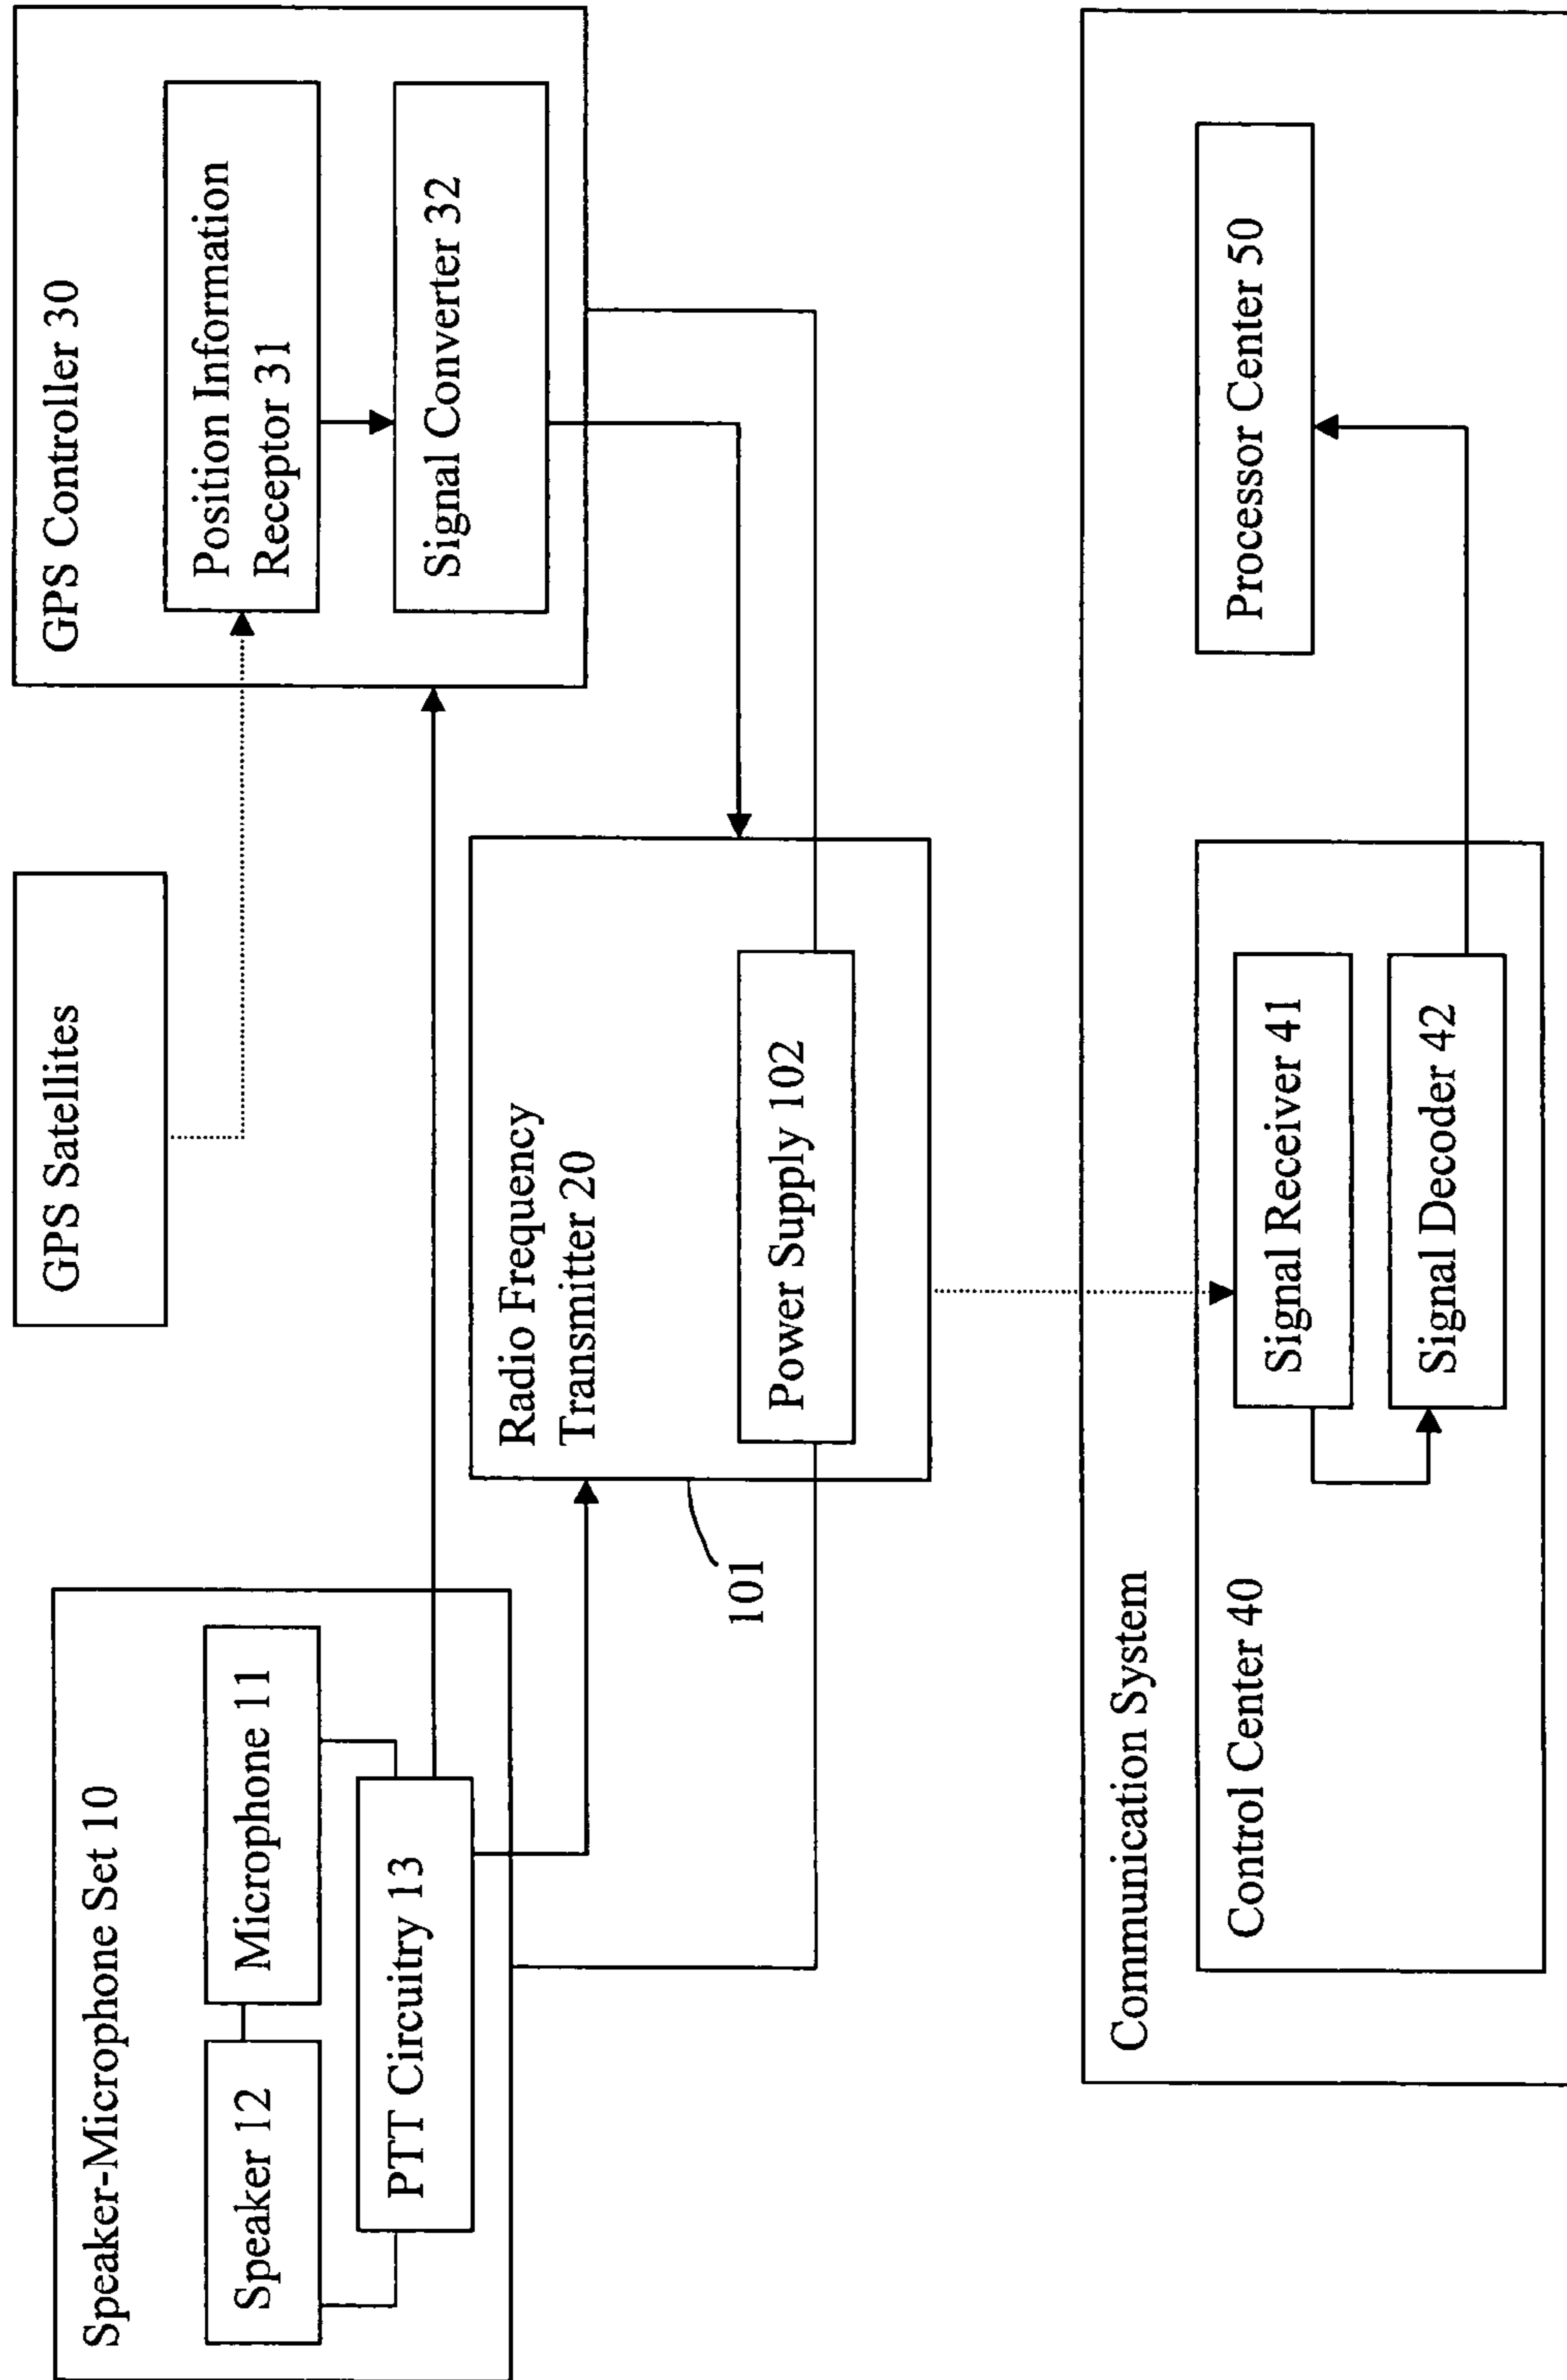 Speaker-Microphone Set 10
Speaker 12
Microphone 11
PTT Circuitry 13
GPS Satellites
GPS Controller 30
Position Information
Receptor 31
Signal Converter 32
Radio Frequency
Transmitter 20
Power Supply 102
101
Communication System
Control Center 40
Signal Receiver 41
Signal Decoder 42
Processor Center 50